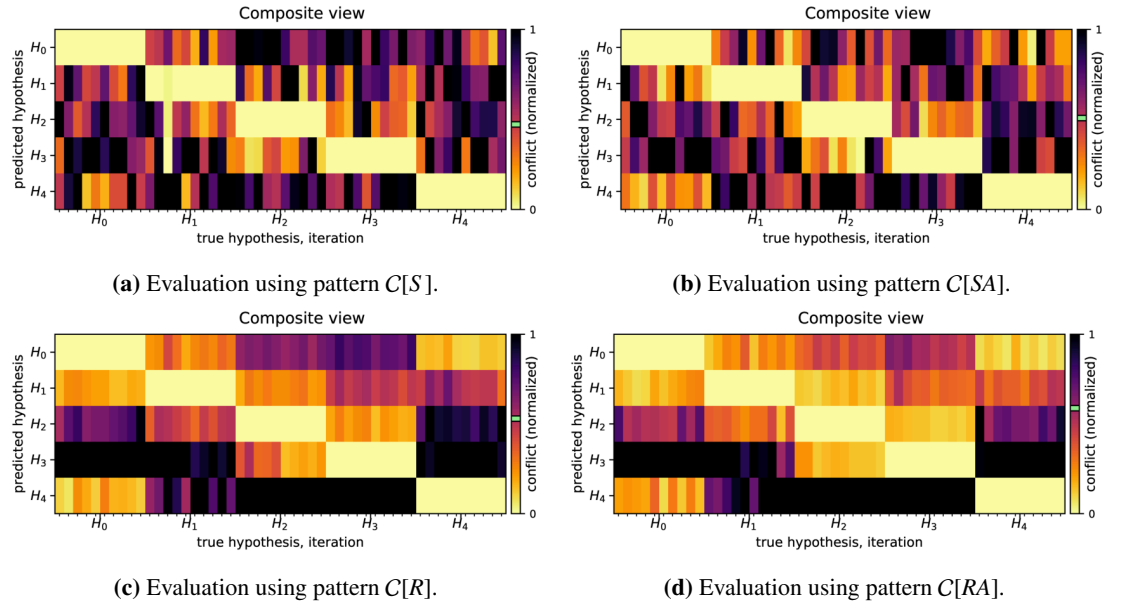 Composite view
predicted hypothesis
H0
H1
H2
H3
H4
H0 H1 H2 H3 H4
true hypothesis, iteration
1
conflict (normalized)
0
(a) Evaluation using pattern C[S].
Composite view
predicted hypothesis
H0
H1
H2
H3
H4
H0 H1 H2 H3 H4
true hypothesis, iteration
1
conflict (normalized)
0
(b) Evaluation using pattern C[SA].
Composite view
predicted hypothesis
H0
H1
H2
H3
H4
H0 H1 H2 H3 H4
true hypothesis, iteration
1
conflict (normalized)
0
(c) Evaluation using pattern C[R].
Composite view
predicted hypothesis
H0
H1
H2
H3
H4
H0 H1 H2 H3 H4
true hypothesis, iteration
1
conflict (normalized)
0
(d) Evaluation using pattern C[RA].